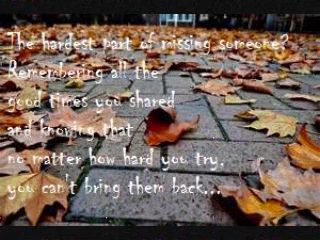 The hardest part of missing someone?
Remembering all the
good times you shared
and knowing that
no matter how hard you try,
you can't bring them back...